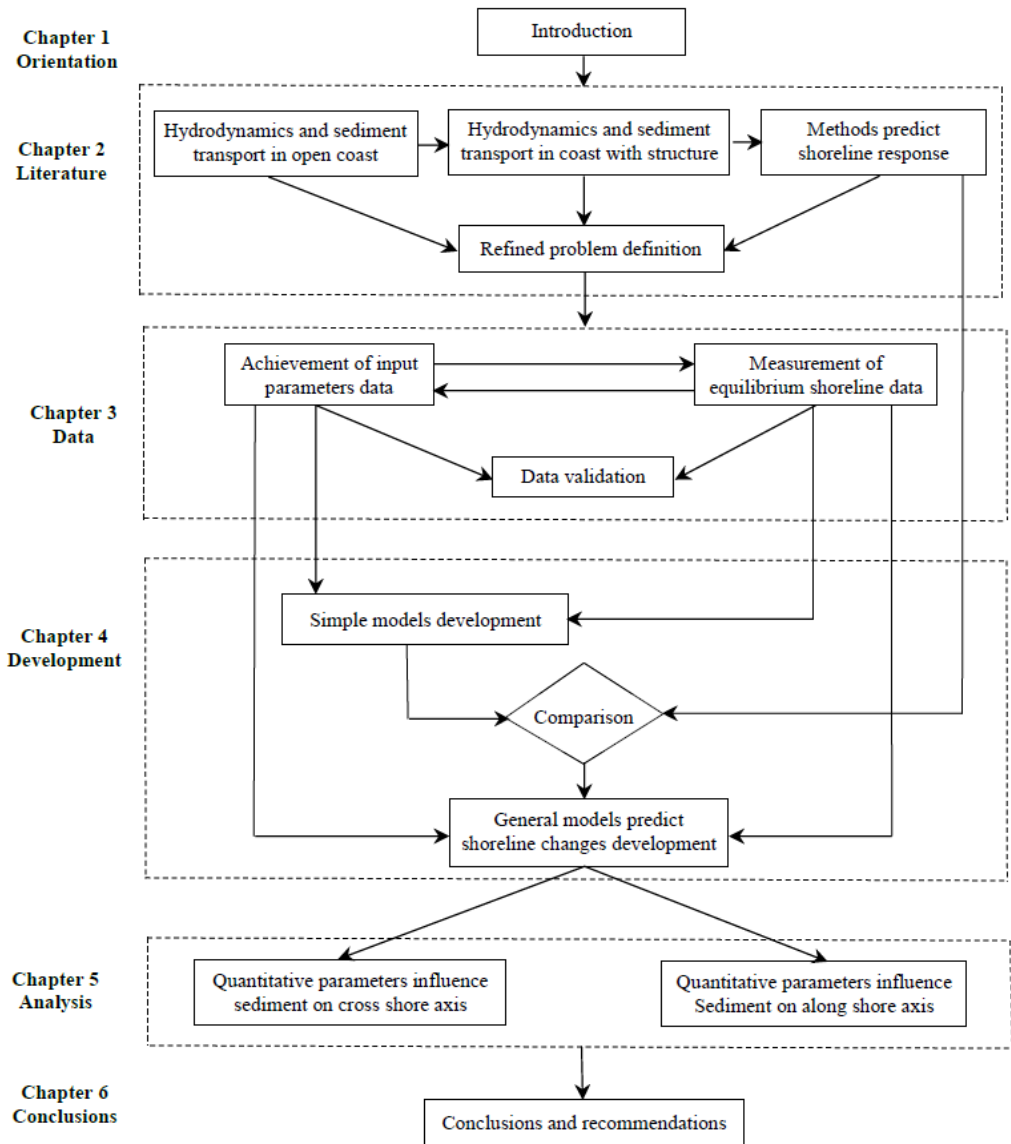 Chapter 1
Orientation
Introduction
Chapter 2
Literature
Hydrodynamics and sediment
transport in open coast
Hydrodynamics and sediment
transport in coast with structure
Methods predict
shoreline response
Refined problem definition
Chapter 3
Data
Achievement of input
parameters data
Measurement of
equilibrium shoreline data
Data validation
Chapter 4
Development
Simple models development
Comparison
General models predict
shoreline changes development
Chapter 5
Analysis
Quantitative parameters influence
sediment on cross shore axis
Quantitative parameters influence
Sediment on along shore axis
Chapter 6
Conclusions
Conclusions and recommendations